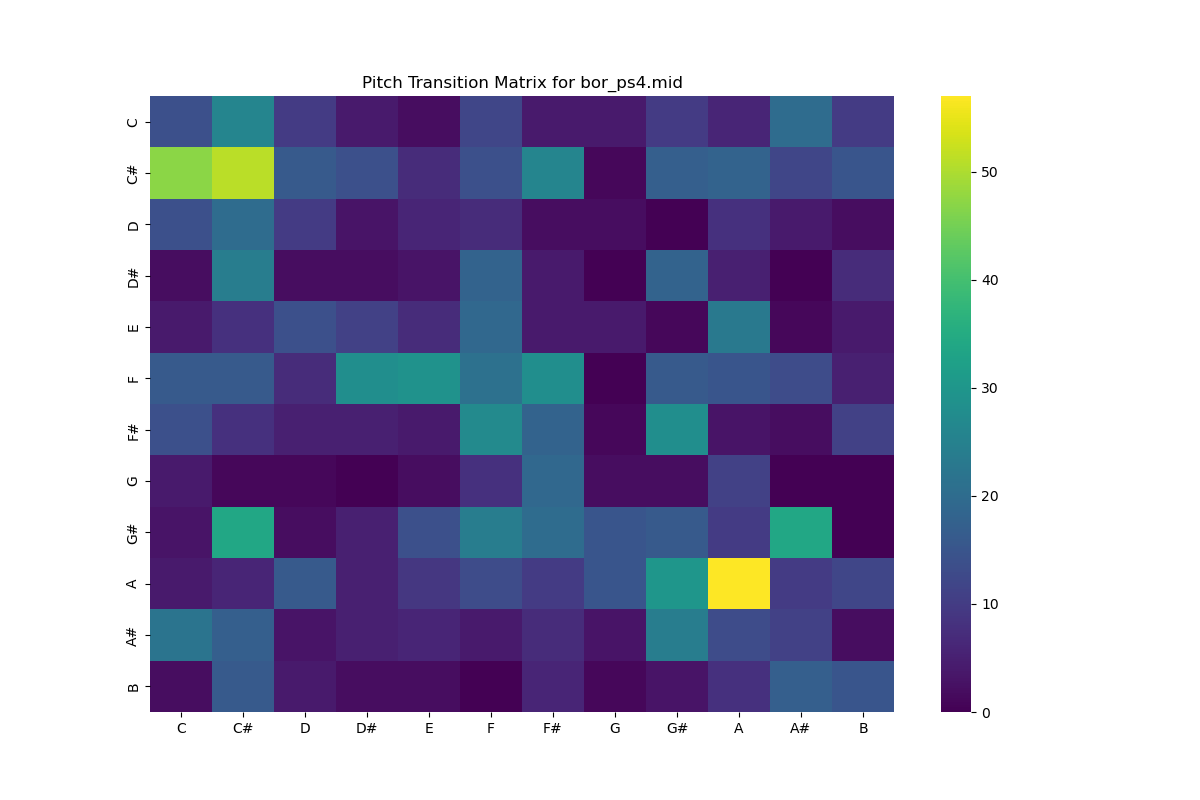 Pitch Transition Matrix for bor_ps4.mid
C
C#
D
D#
E
F
F#
G
G#
A
A#
B
C C# D D# E F F# G G# A A# B
50
40
30
20
10
0